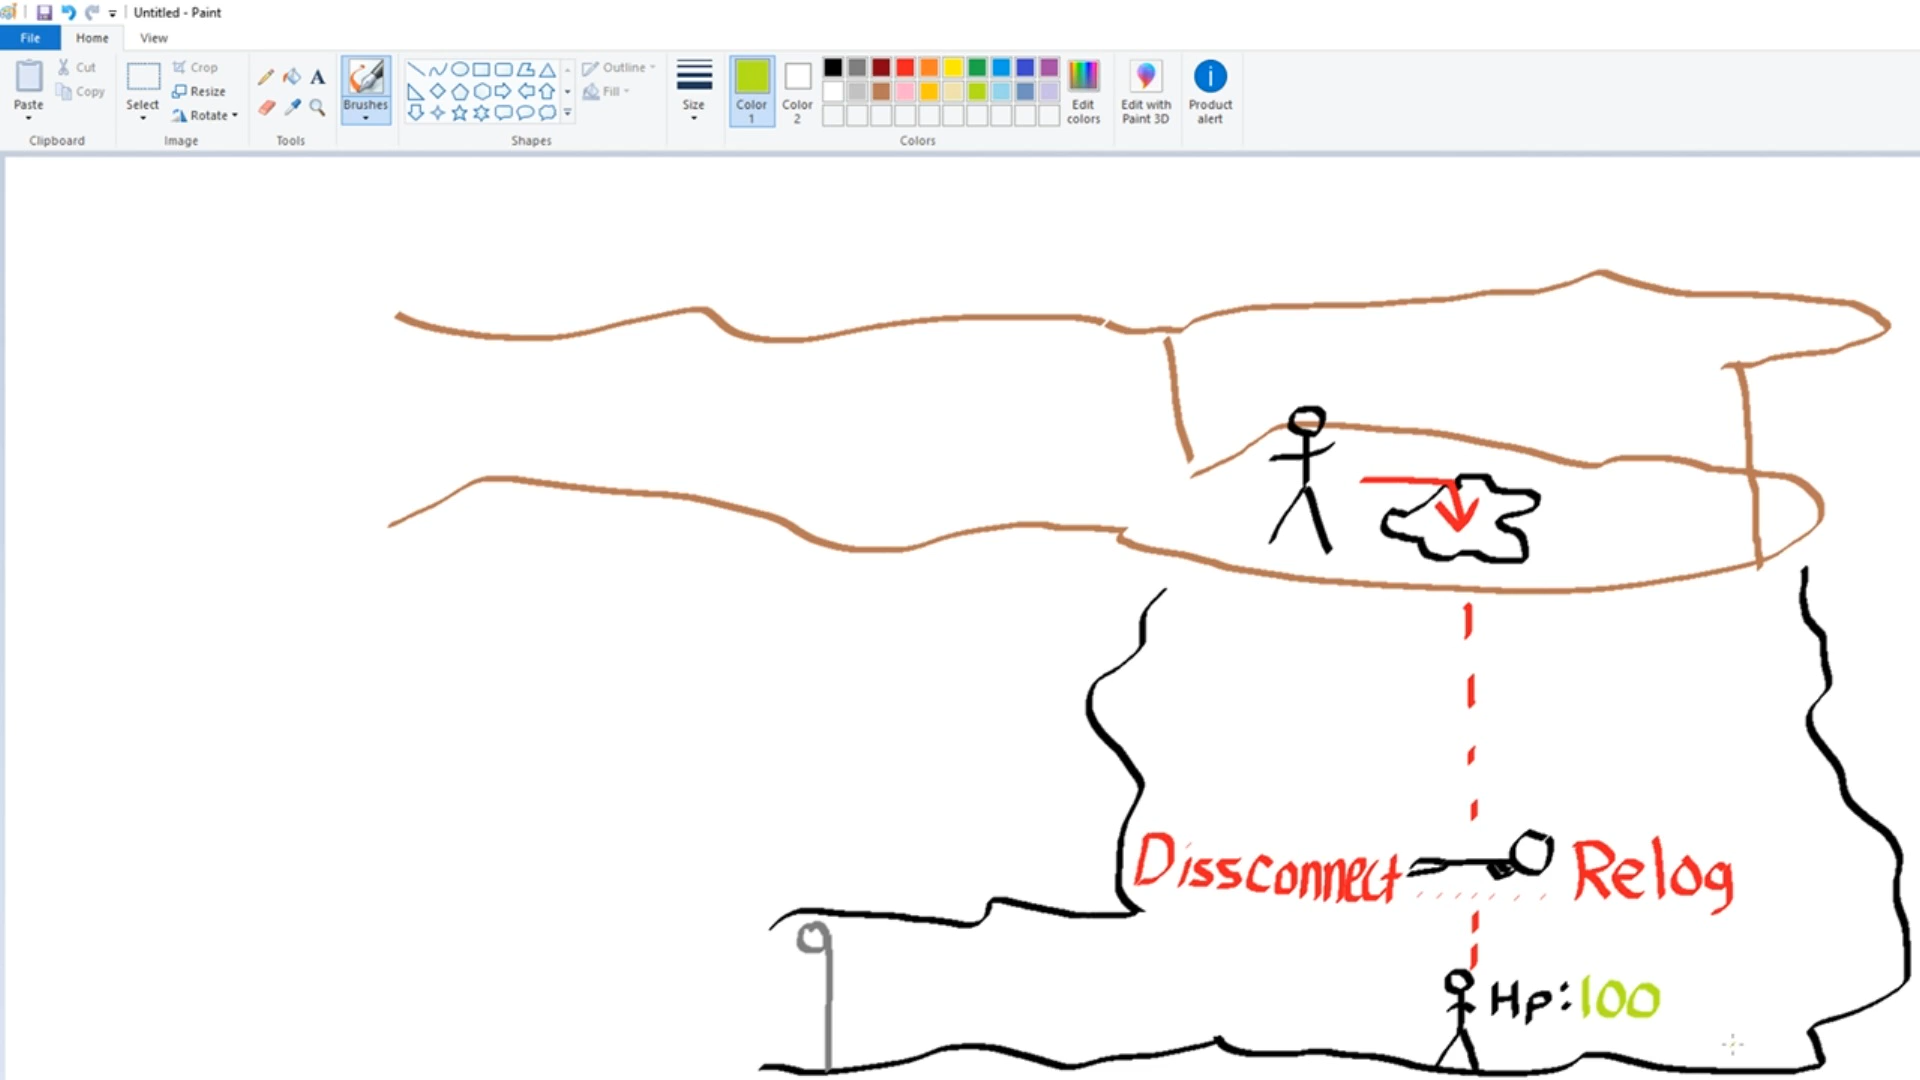 Untitled - Paint
File Home View
Paste
Cut
Copy
Clipboard
Select
Crop
Resize
Rotate
Image
A
Tools
Brushes
Outline
Fill
Shapes
Size
Color 1
Color 2
Edit colors
Colors
Edit with Paint 3D
Product alert
Dissconnect Relog
Hp:100